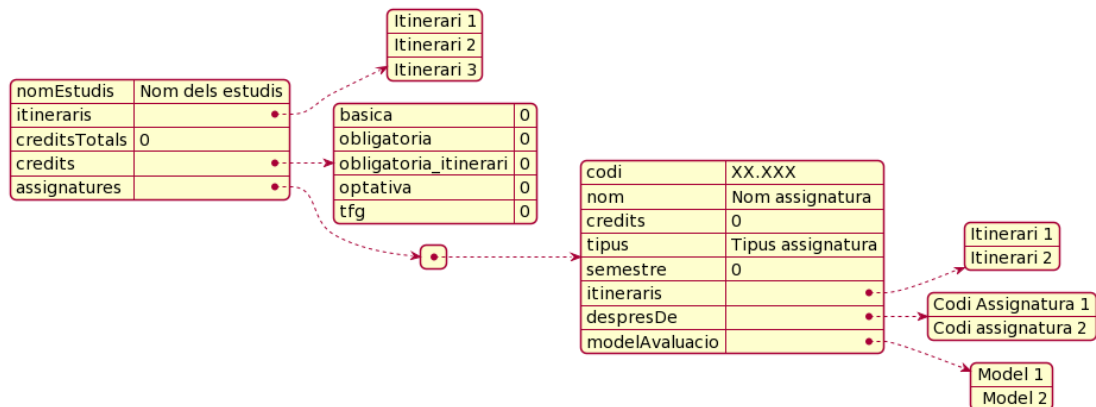 Itinerari 1
Itinerari 2
Itinerari 3
nomEstudis Nom dels estudis
itineraris
creditsTotals 0
credits
assignatures
basica 0
obligatoria 0
obligatoria_itinerari 0
optativa 0
tfg 0
codi XX.XXX
nom Nom assignatura
credits 0
tipus Tipus assignatura
semestre 0
itineraris
despresDe
modelAvaluacio
Itinerari 1
Itinerari 2
Codi Assignatura 1
Codi assignatura 2
Model 1
Model 2